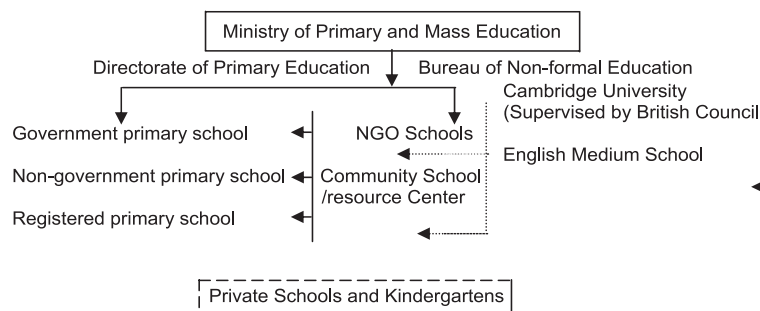 Ministry of Primary and Mass Education
Directorate of Primary Education
Bureau of Non-formal Education
Cambridge University
(Supervised by British Council
Government primary school
NGO Schools
English Medium School
Non-government primary school
Community School
/resource Center
Registered primary school
Private Schools and Kindergartens